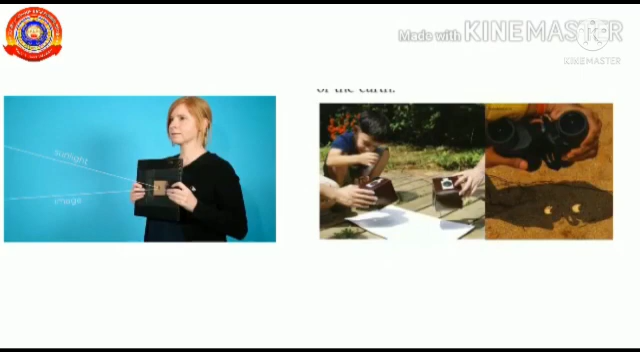 Made with KINEMASTER
KINEMASTER
of the earth.
sunlight
image